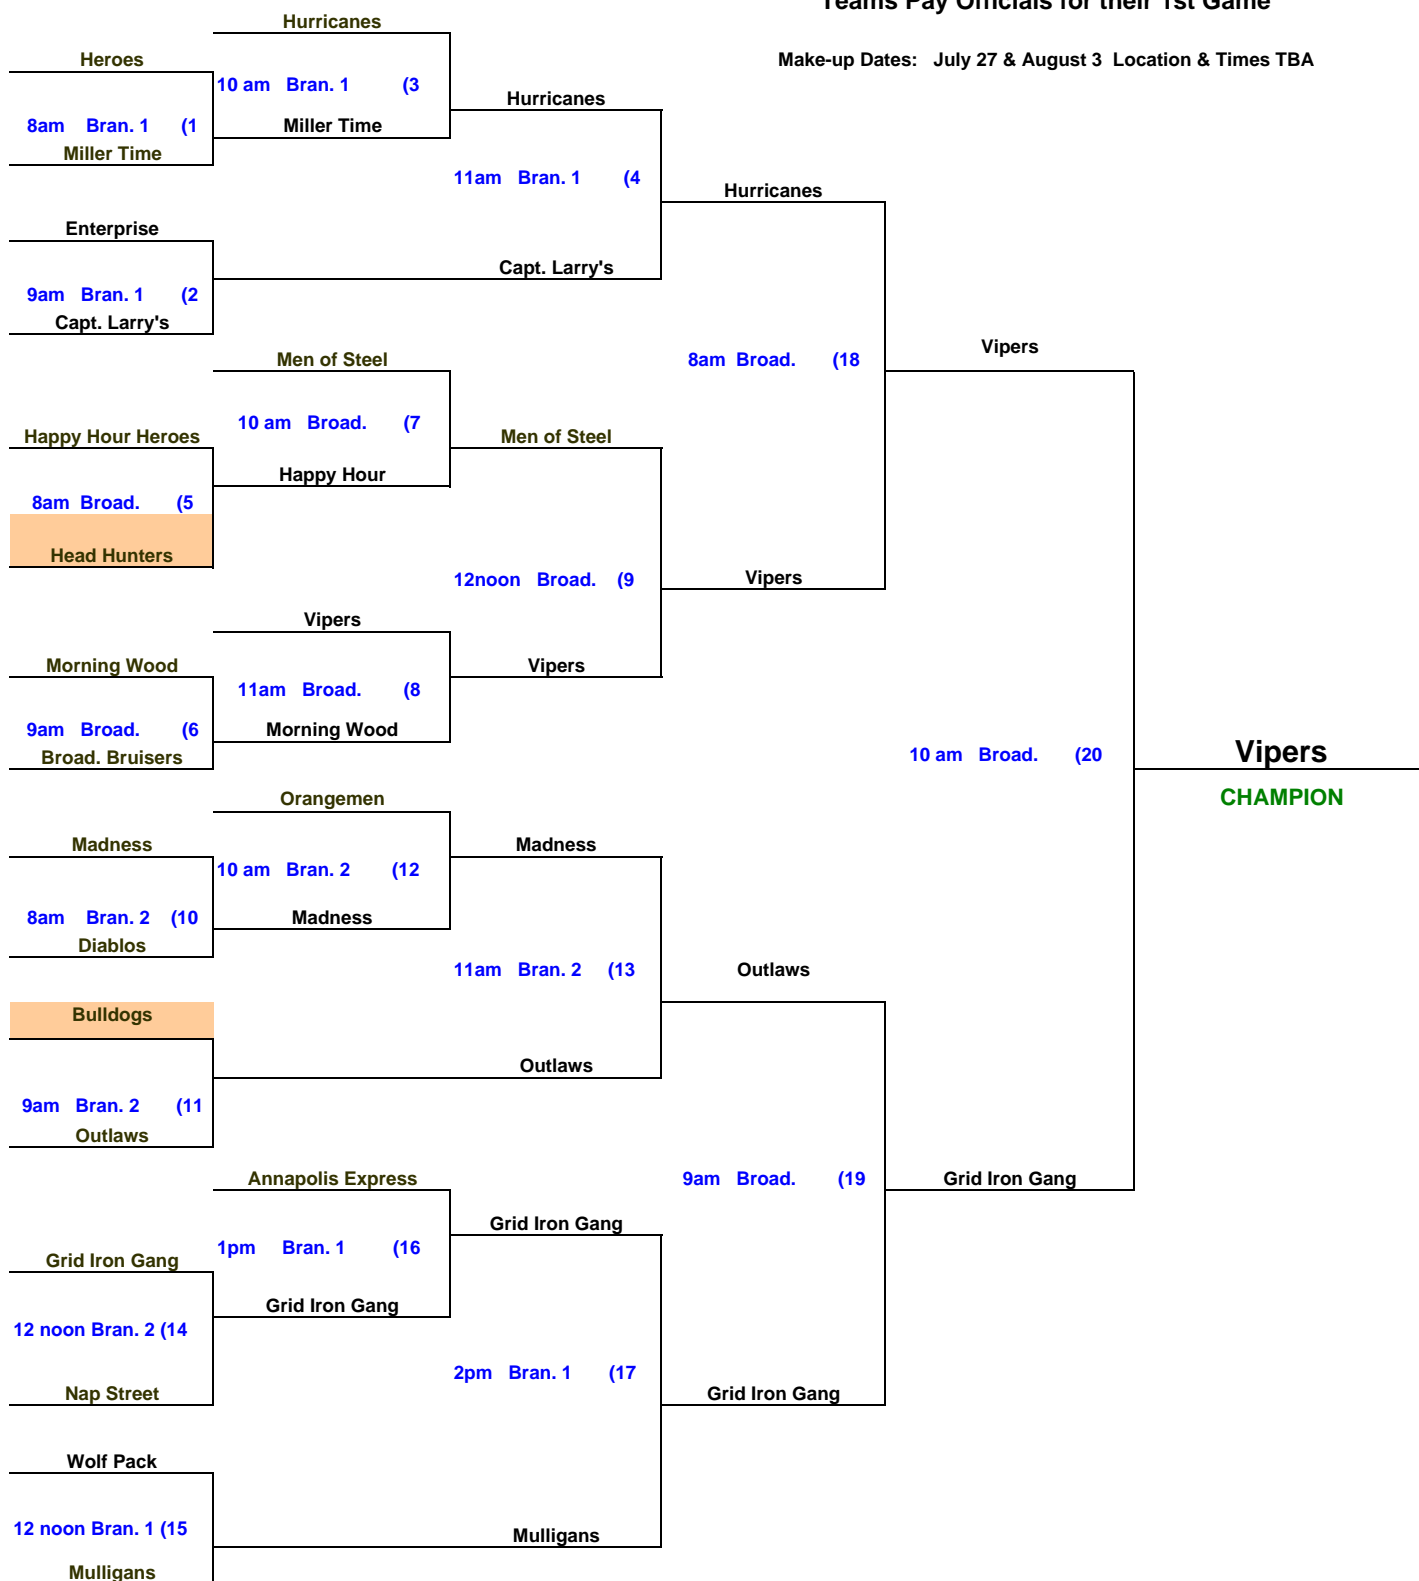 Teams Pay Officials for their 1st Game
Hurricanes
Heroes
Make-up Dates: July 27 & August 3 Location & Times TBA
10 am Bran. 1 (3
Hurricanes
8am Bran. 1 (1
Miller Time
Miller Time
11am Bran. 1 (4
Hurricanes
Enterprise
Capt. Larry's
9am Bran. 1 (2
Capt. Larry's
Vipers
Men of Steel
8am Broad. (18
10 am Broad. (7
Happy Hour Heroes
Men of Steel
Happy Hour
8am Broad. (5
Head Hunters
12noon Broad. (9
Vipers
Vipers
Morning Wood
Vipers
11am Broad. (8
9am Broad. (6
Morning Wood
Broad. Bruisers
10 am Broad. (20
Vipers
CHAMPION
Orangemen
Madness
Madness
10 am Bran. 2 (12
8am Bran. 2 (10
Madness
Diablos
11am Bran. 2 (13
Outlaws
Bulldogs
Outlaws
9am Bran. 2 (11
Outlaws
Annapolis Express
9am Broad. (19
Grid Iron Gang
Grid Iron Gang
1pm Bran. 1 (16
Grid Iron Gang
Grid Iron Gang
12 noon Bran. 2 (14
2pm Bran. 1 (17
Nap Street
Grid Iron Gang
Wolf Pack
12 noon Bran. 1 (15
Mulligans
Mulligans